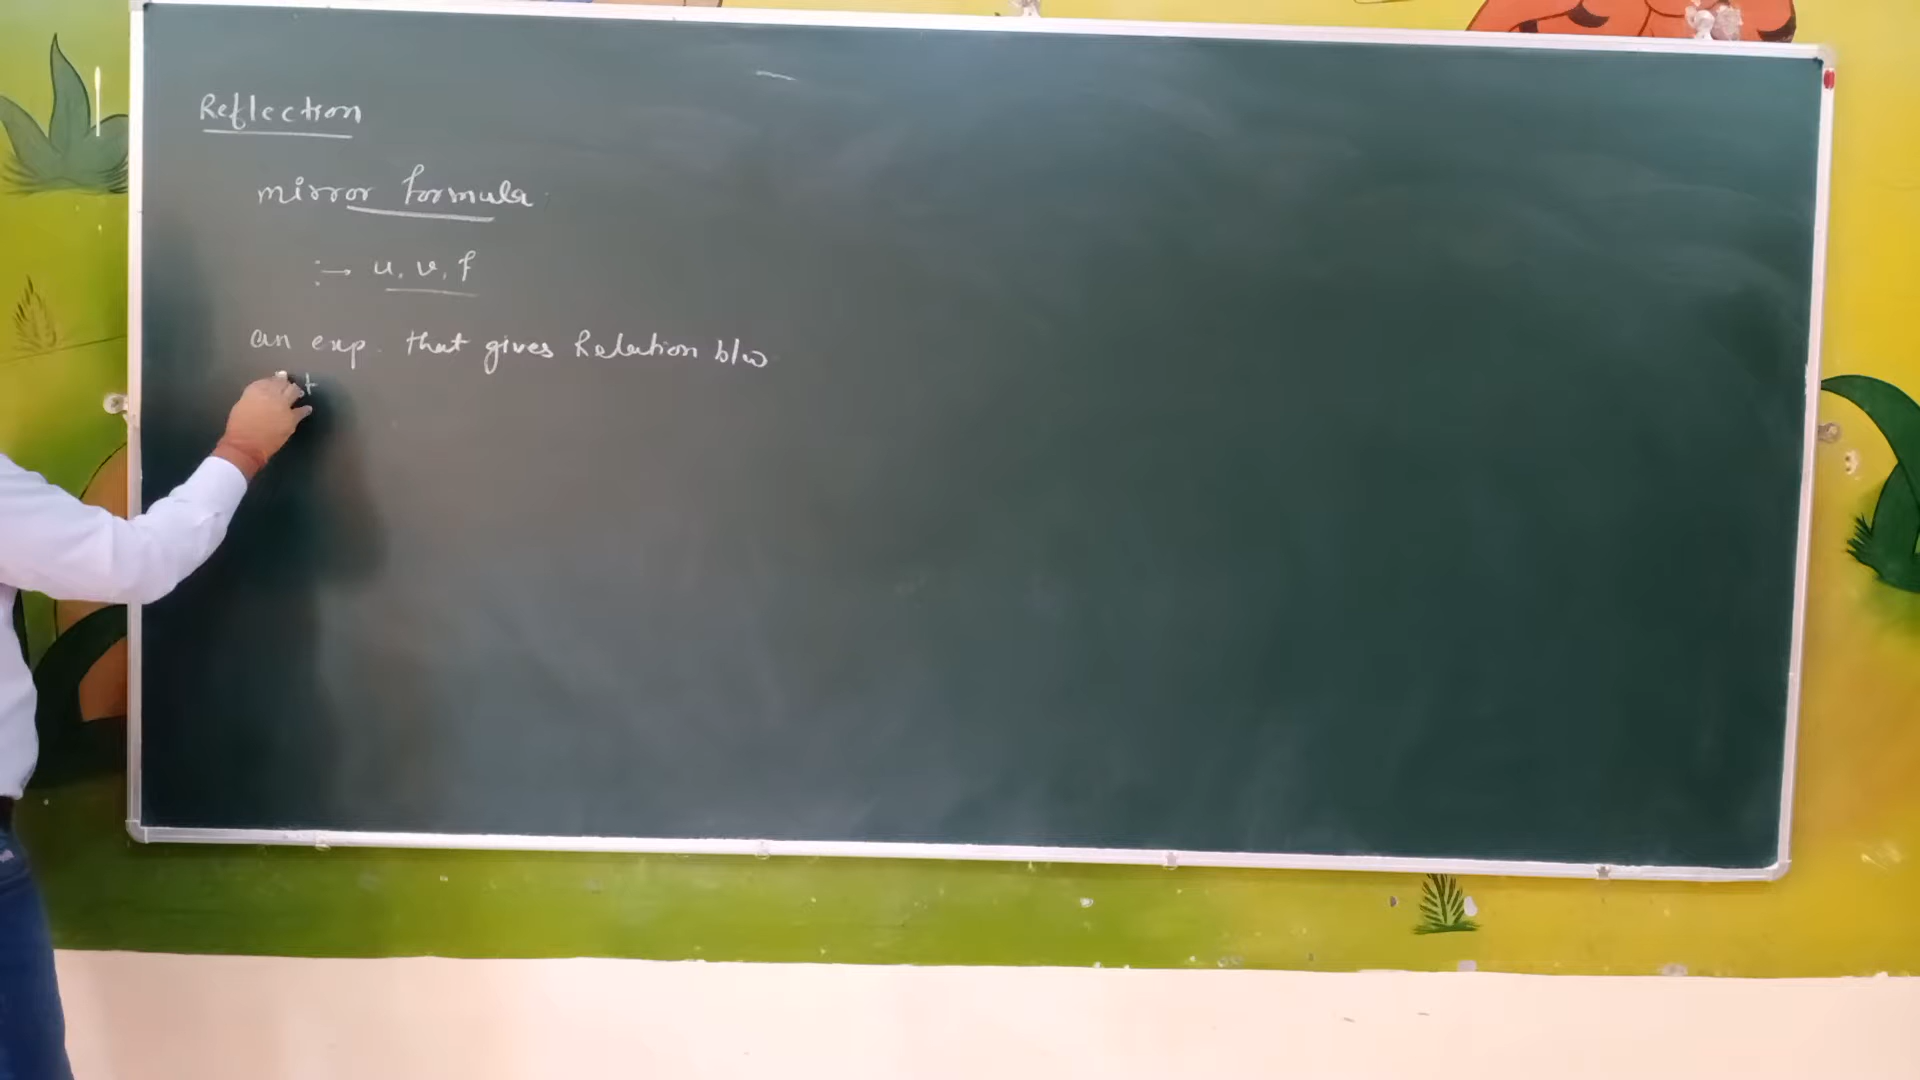 Reflection
mirror formula:
:→ u, v, f
an exp. that gives Relation b/w